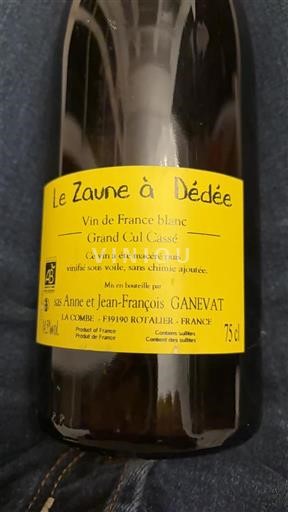 Le Zaune à Dédée
Vin de France blanc
Grand Cul Cassé
Ce vin a été macéré puis
VINIOU
vinifié sous voile, sans chimie ajoutée.
Mis en bouteille par
AB
sas Anne et Jean-François GANEVAT
LA COMBE - F39190 ROTALIER - FRANCE
Product of France
Produit de France
Contains sulfites
Contient des sulfites
75 cl